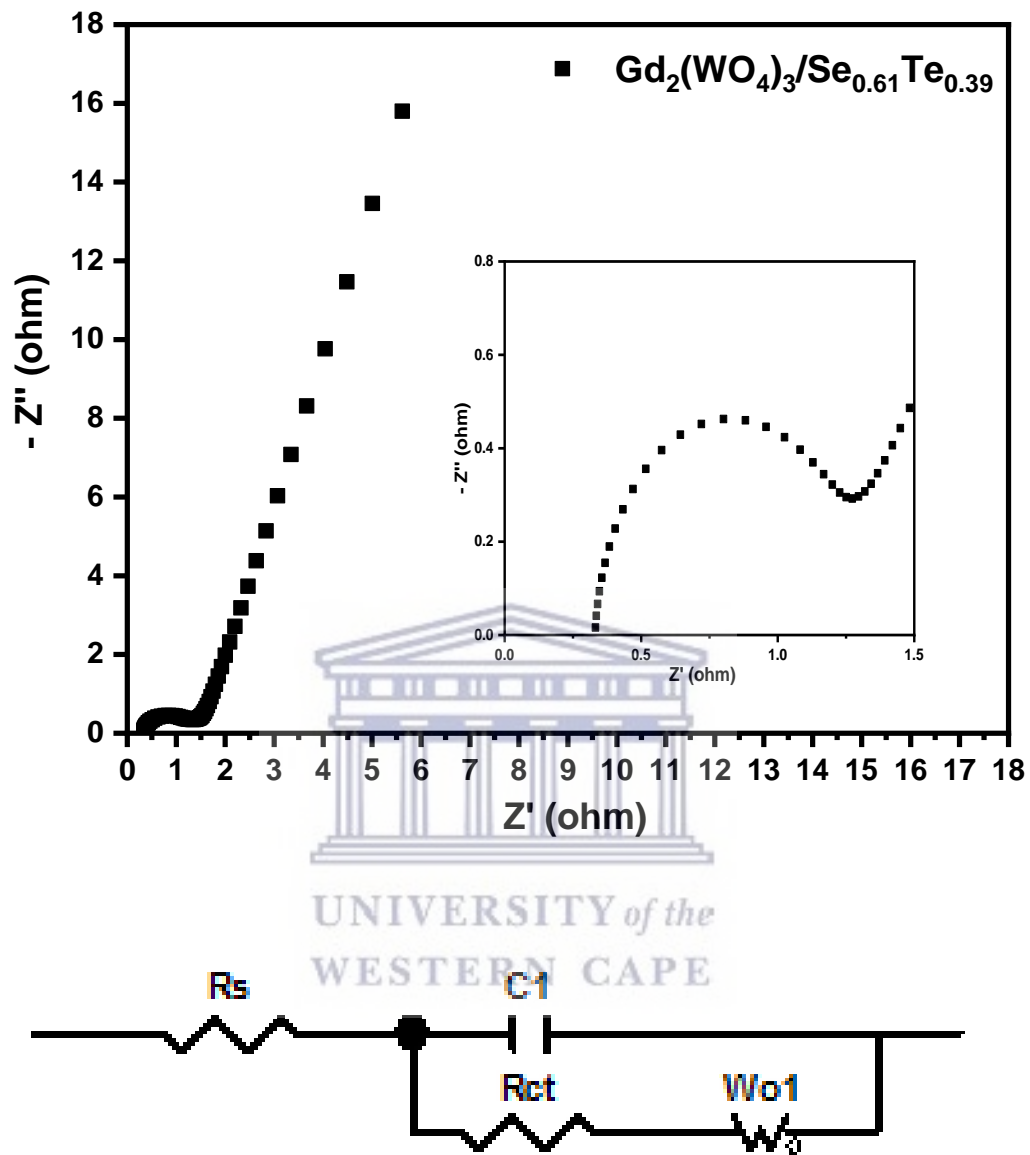 18
16
14
12
10
8
6
4
2
0
- Z'' (ohm)
Gd₂(WO₄)₃/Se₀.₆₁Te₀.₃₉
0.8
0.6
0.4
0.2
0.0
- Z'' (ohm)
0.0 0.5 1.0 1.5
Z' (ohm)
0 1 2 3 4 5 6 7 8 9 10 11 12 13 14 15 16 17 18
Z' (ohm)
UNIVERSITY of the
WESTERN CAPE
Rs C1
Rct Wo1